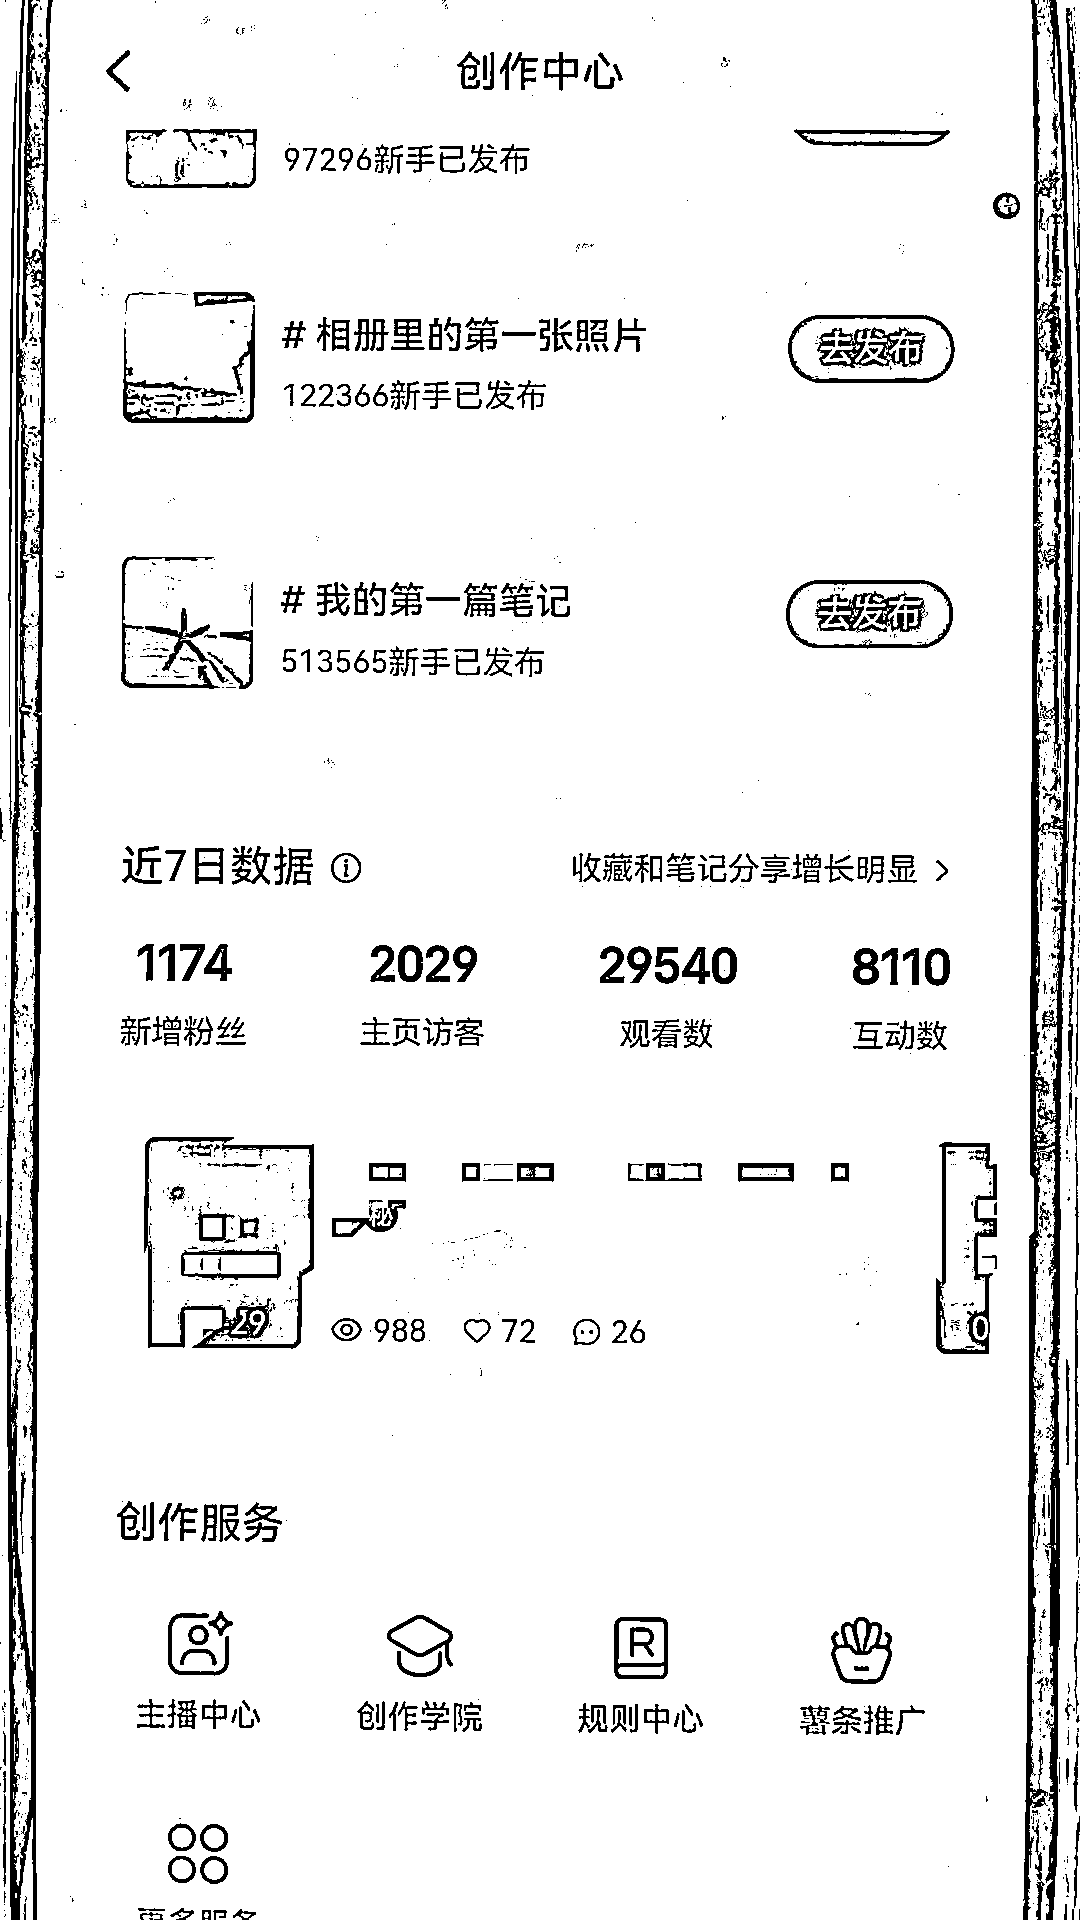 创作中心
97296新手已发布
# 相册里的第一张照片
去发布
122366新手已发布
# 我的第一篇笔记
去发布
513565新手已发布
近7日数据
收藏和笔记分享增长明显
1174 2029 29540 8110
新增粉丝 主页访客 观看数 互动数
29
988 72 26
0
创作服务
主播中心 创作学院 规则中心 薯条推广
更多服务